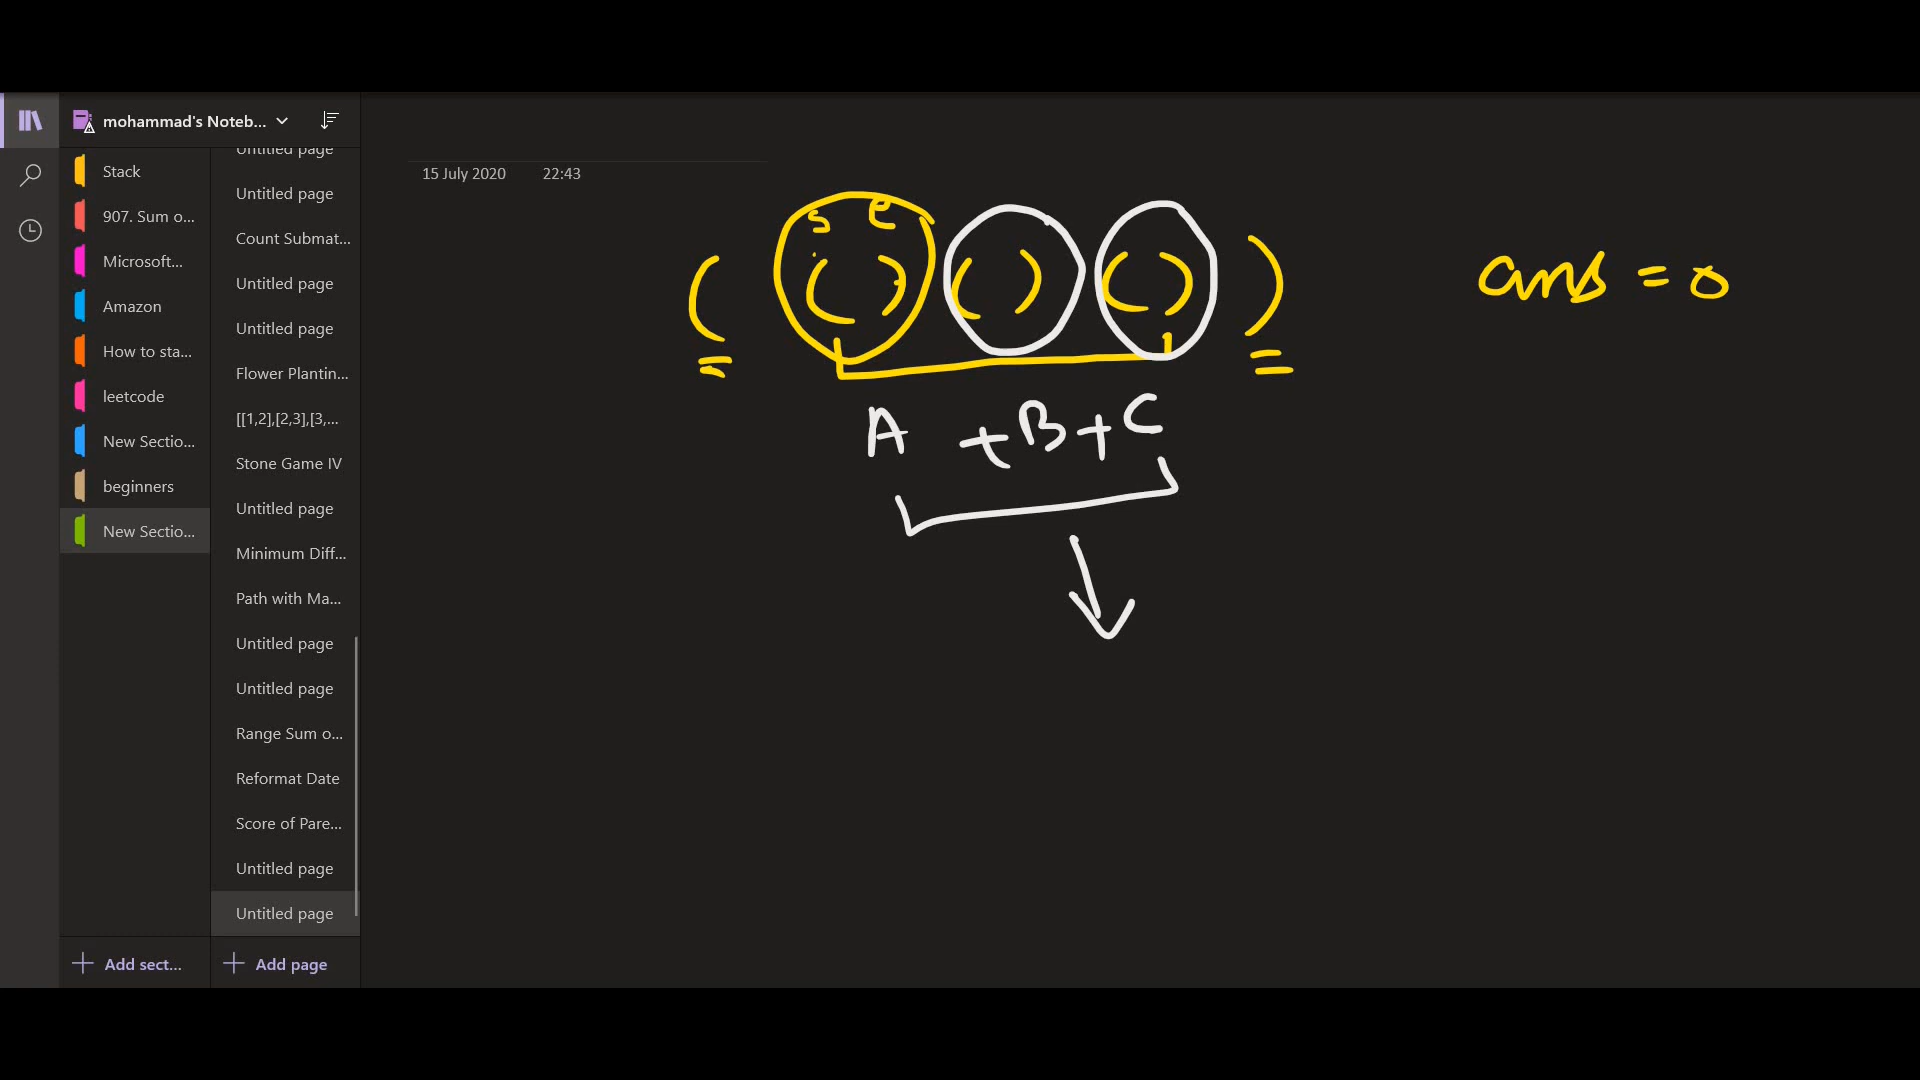 mohammad's Noteb...
Stack
907. Sum o...
Microsoft...
Amazon
How to sta...
leetcode
New Sectio...
beginners
New Sectio...
Add sect...
Untitled page
Untitled page
Count Submat...
Untitled page
Untitled page
Flower Plantin...
[[1,2],[2,3],[3,...
Stone Game IV
Untitled page
Minimum Diff...
Path with Ma...
Untitled page
Untitled page
Range Sum o...
Reformat Date
Score of Pare...
Untitled page
Untitled page
Add page
15 July 2020 22:43
s e
( ( ) ( ) ( ) )
ans = 0
A + B + C